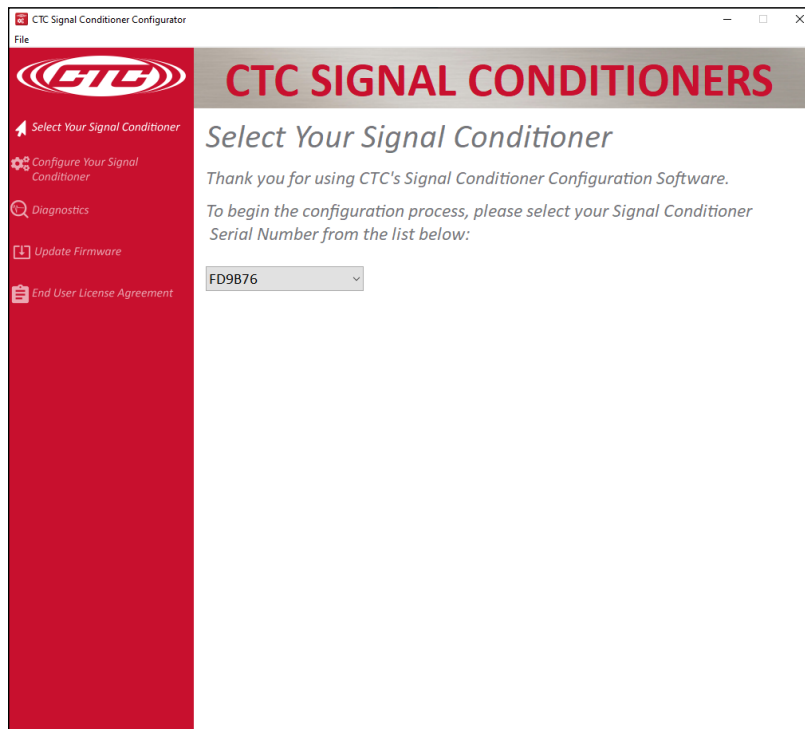 CTC Signal Conditioner Configurator
File
CTC
CTC SIGNAL CONDITIONERS
Select Your Signal Conditioner
Configure Your Signal
Conditioner
Diagnostics
Update Firmware
End User License Agreement
Select Your Signal Conditioner
Thank you for using CTC's Signal Conditioner Configuration Software.
To begin the configuration process, please select your Signal Conditioner
Serial Number from the list below:
FD9B76